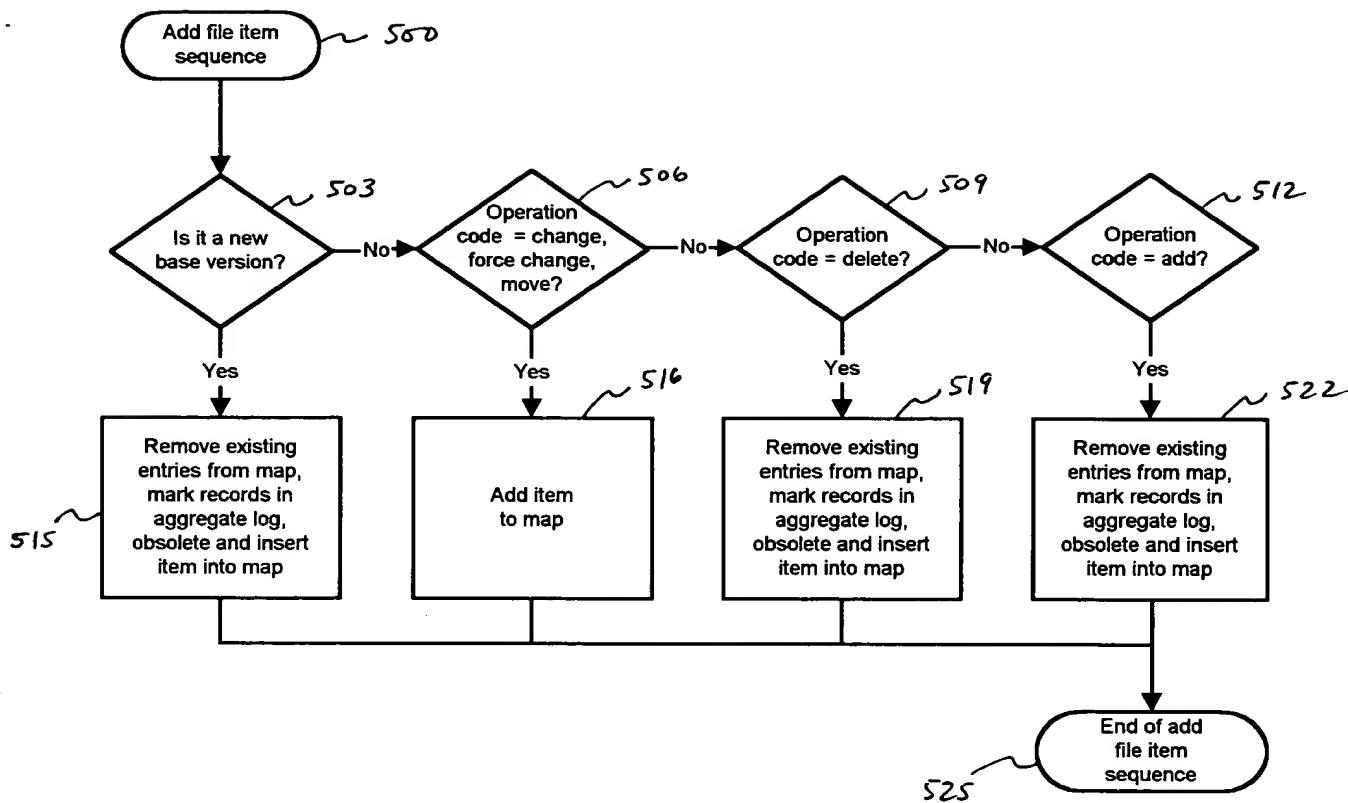 Add file item
sequence
500
Is it a new
base version?
503
No
Operation
code = change,
force change,
move?
506
No
Operation
code = delete?
509
No
Operation
code = add?
512
Yes
Yes
Yes
Yes
Remove existing
entries from map,
mark records in
aggregate log,
obsolete and insert
item into map
515
Add item
to map
516
Remove existing
entries from map,
mark records in
aggregate log,
obsolete and insert
item into map
519
Remove existing
entries from map,
mark records in
aggregate log,
obsolete and insert
item into map
522
End of add
file item
sequence
525